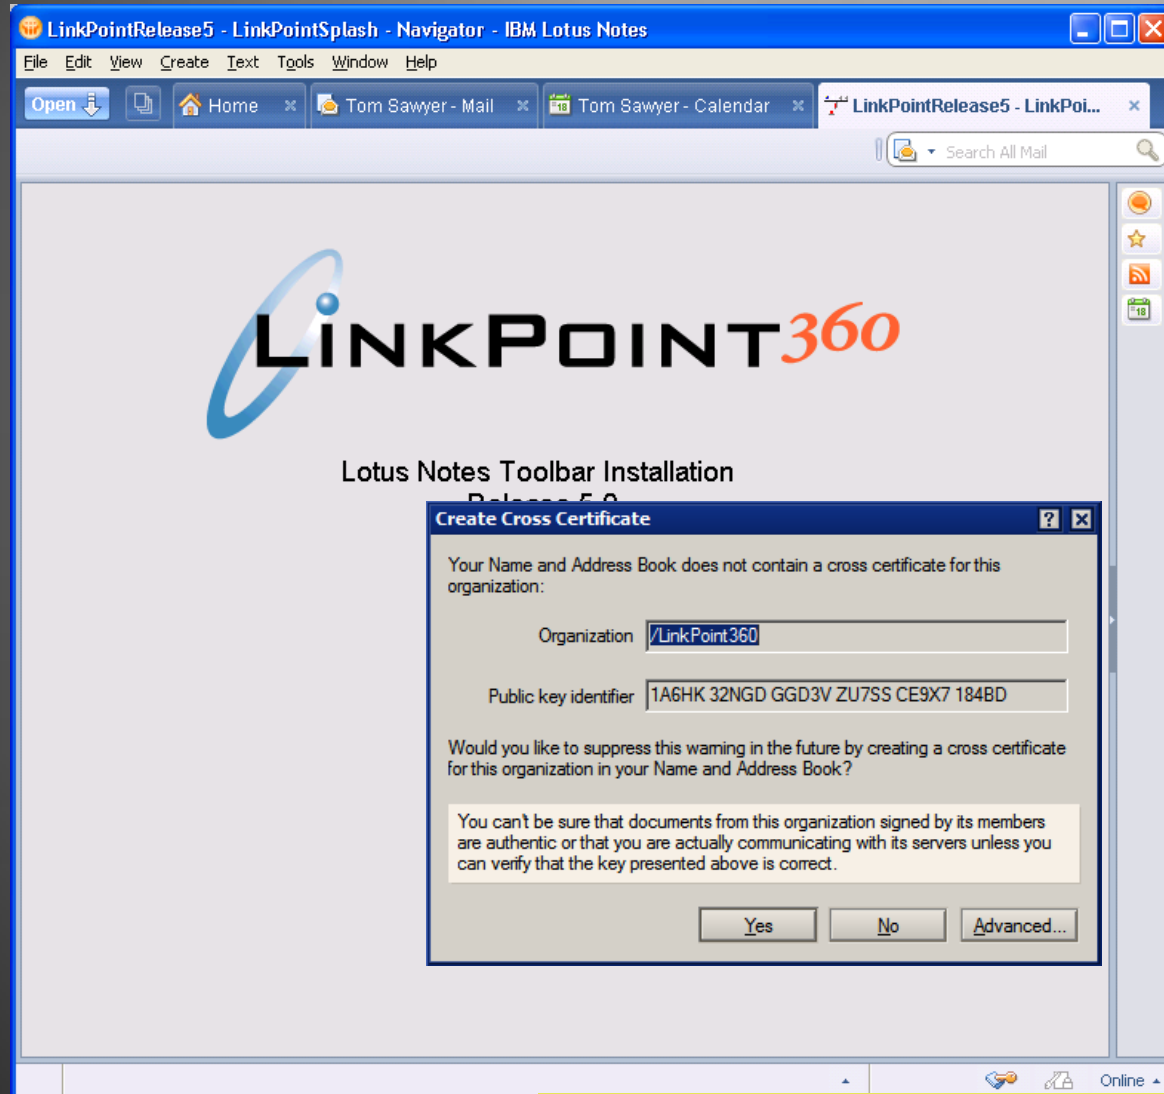 LinkPointRelease5 - LinkPointSplash - Navigator - IBM Lotus Notes
File Edit View Create Text Tools Window Help
Open Home Tom Sawyer - Mail Tom Sawyer - Calendar LinkPointRelease5 - LinkPoi...
Search All Mail
18
LINKPOINT360
Lotus Notes Toolbar Installation
Release 5.0
Create Cross Certificate
Your Name and Address Book does not contain a cross certificate for this
organization:
Organization /LinkPoint360
Public key identifier 1A6HK 32NGD GGD3V ZU7SS CE9X7 184BD
Would you like to suppress this warning in the future by creating a cross certificate
for this organization in your Name and Address Book?
You can't be sure that documents from this organization signed by its members
are authentic or that you are actually communicating with its servers unless you
can verify that the key presented above is correct.
Yes No Advanced...
Online